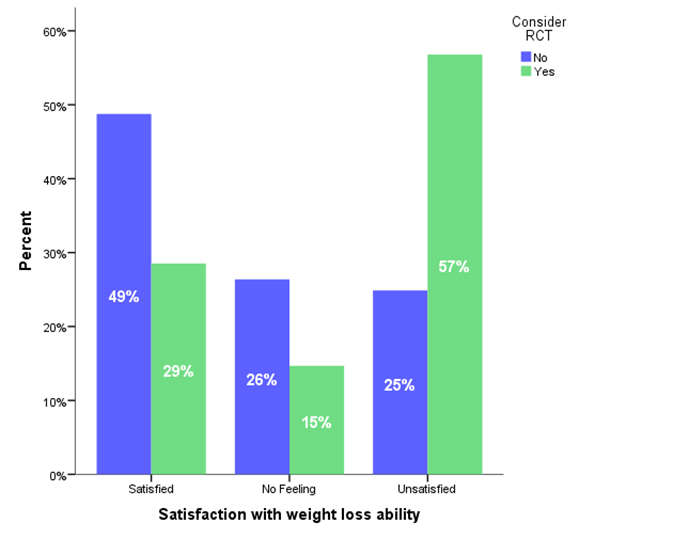 Consider
RCT
No
Yes
Percent
60%
50%
40%
30%
20%
10%
0%
49%
29%
26%
15%
25%
57%
Satisfied
No Feeling
Unsatisfied
Satisfaction with weight loss ability